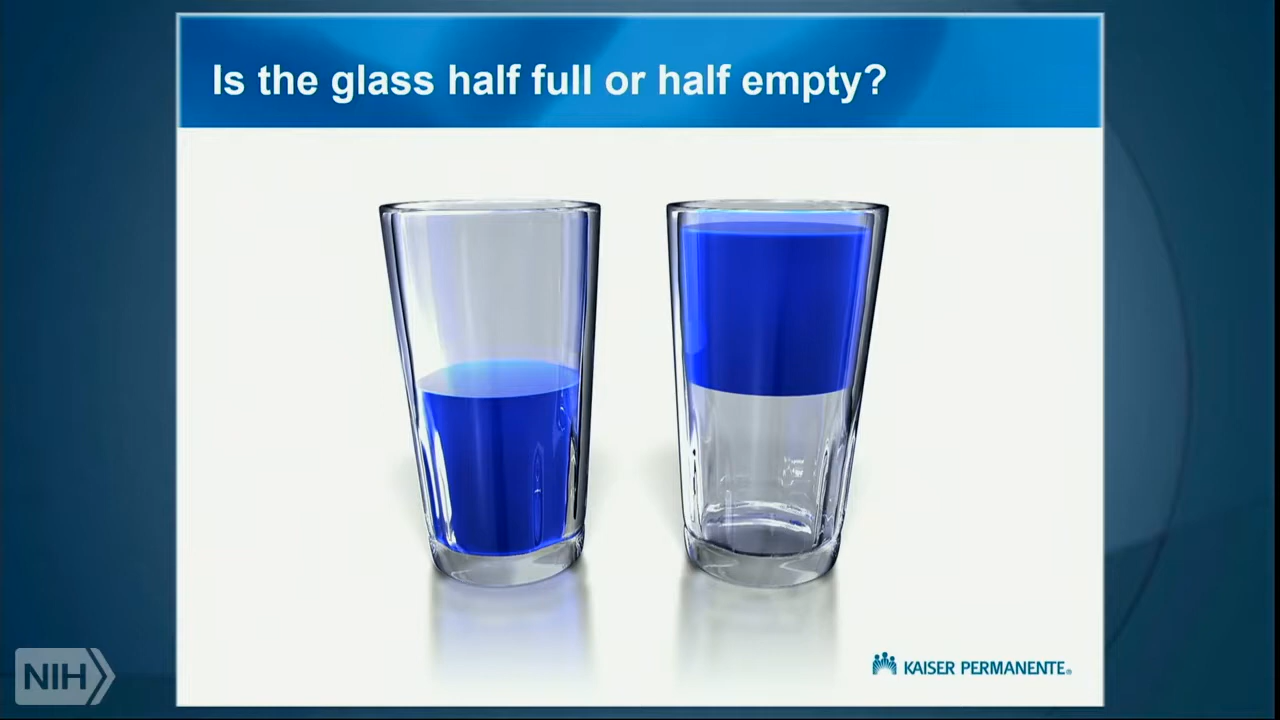 Is the glass half full or half empty?
KAISER PERMANENTE®
NIH